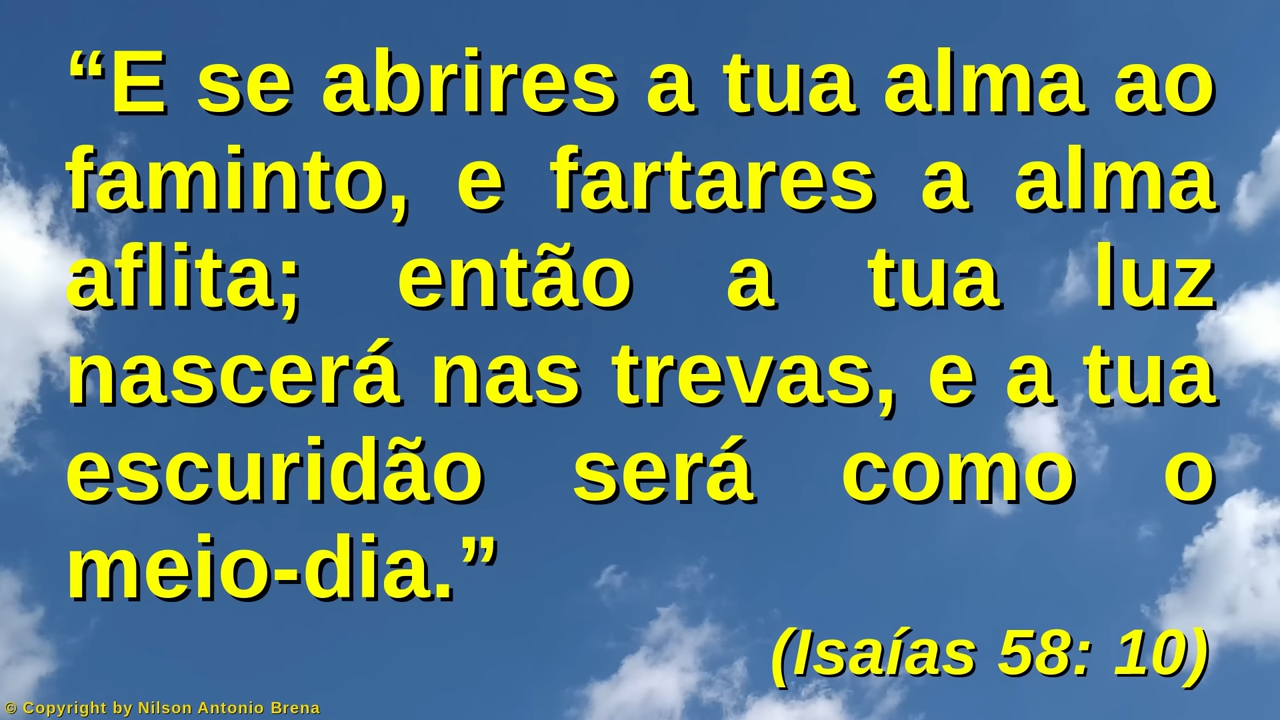 “E se abrires a tua alma ao
faminto, e fartares a alma
aflita; então a tua luz
nascerá nas trevas, e a tua
escuridão será como o
meio-dia.”
(Isaías 58: 10)
© Copyright by Nilson Antonio Brena